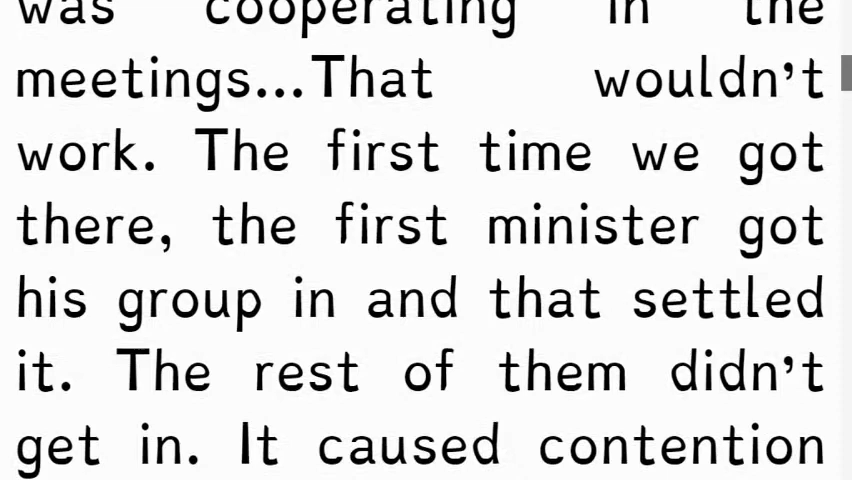 was cooperating in the
meetings...That wouldn't
work. The first time we got
there, the first minister got
his group in and that settled
it. The rest of them didn't
get in. It caused contention